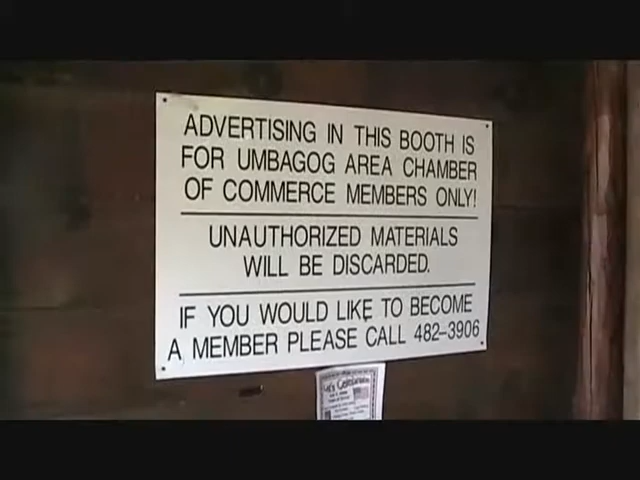 ADVERTISING IN THIS BOOTH IS
FOR UMBAGOG AREA CHAMBER
OF COMMERCE MEMBERS ONLY!
UNAUTHORIZED MATERIALS
WILL BE DISCARDED.
IF YOU WOULD LIKE TO BECOME
A MEMBER PLEASE CALL 482–3906